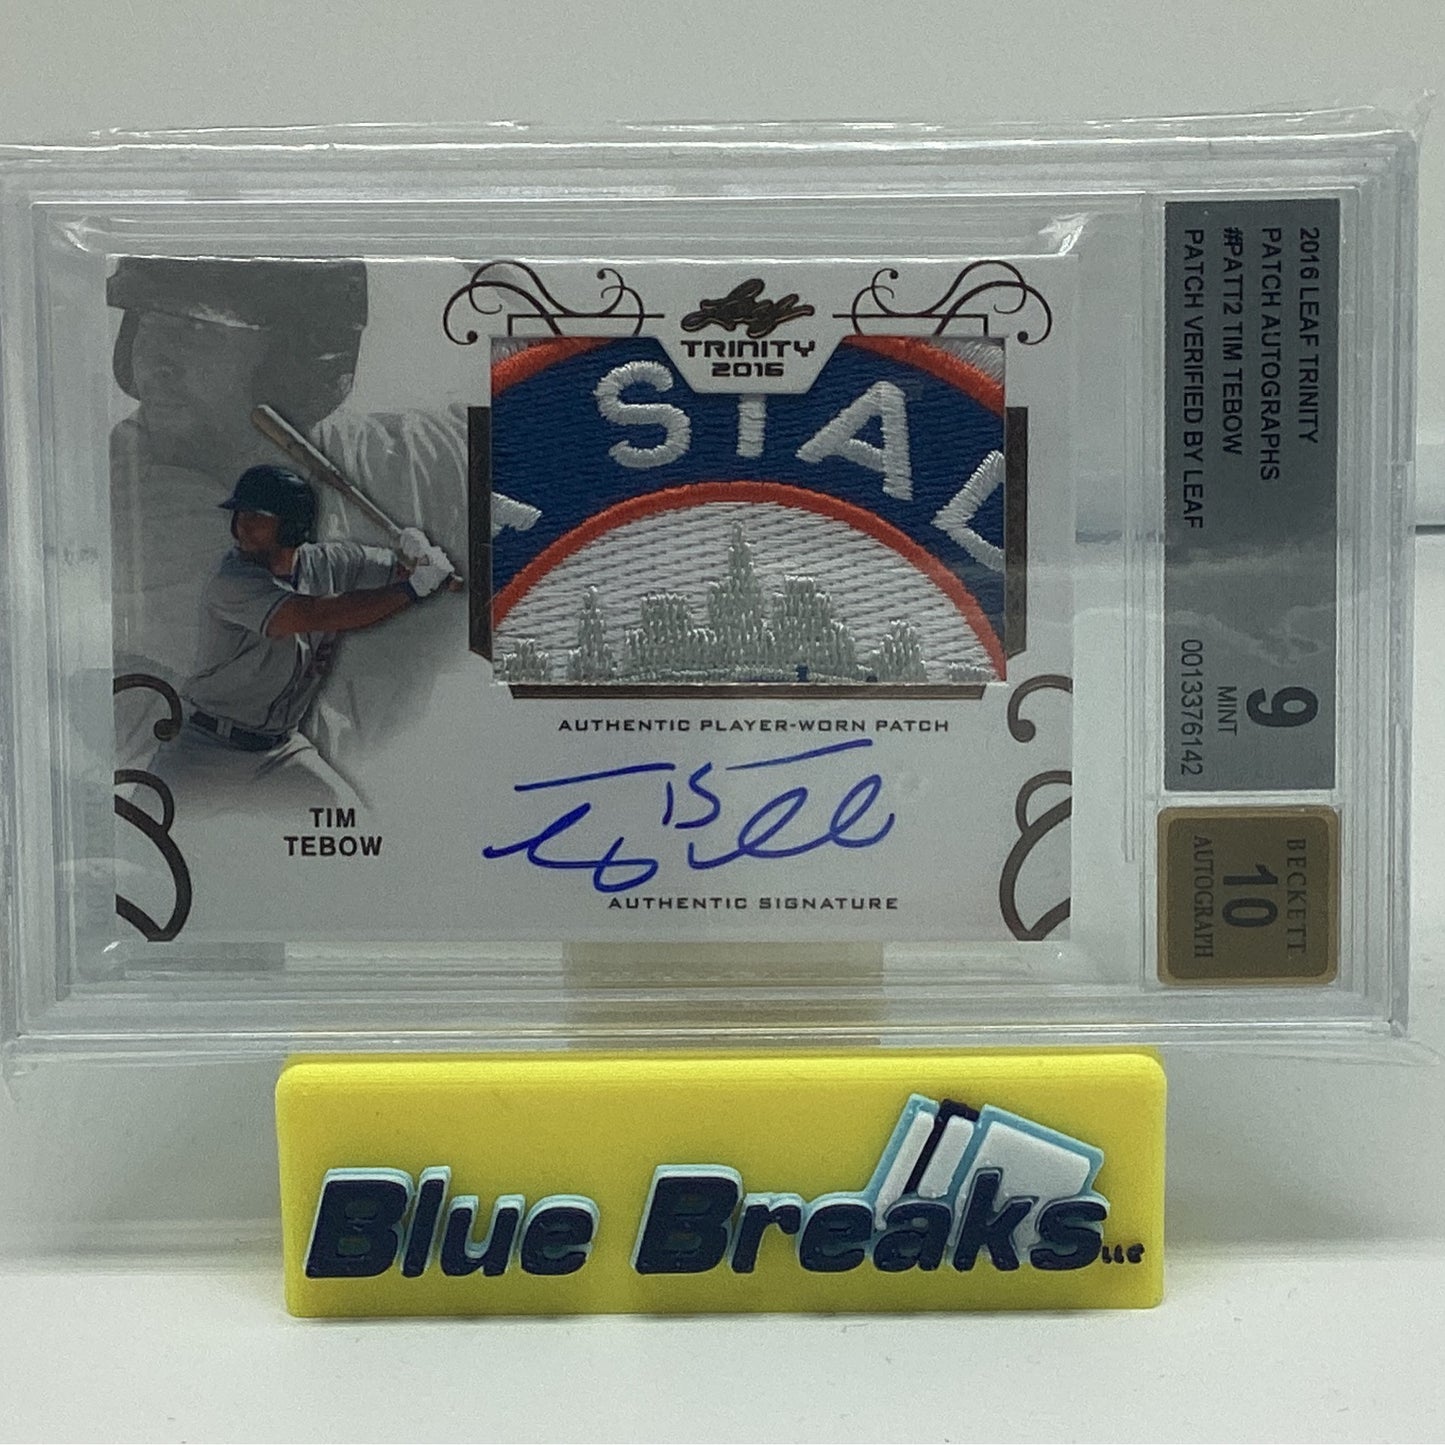 Leaf
TRINITY
2016
STAD
AUTHENTIC PLAYER-WORN PATCH
TIM
TEBOW
15
AUTHENTIC SIGNATURE
2016 LEAF TRINITY
PATCH AUTOGRAPHS
#PATT2 TIM TEBOW
PATCH VERIFIED BY LEAF
9
MINT
0013376142
BECKETT
10
AUTOGRAPH
Blue Breaks LLC